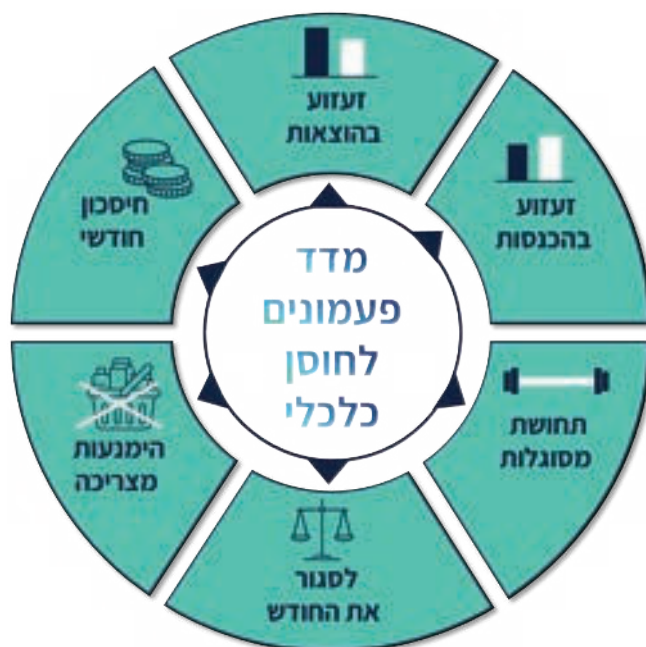 מדד
פעמונים
לחוסן
כלכלי
זעזוע
בהוצאות
זעזוע
בהכנסות
תחושת
מסוגלות
לסגור
את החודש
הימנעות
מצריכה
חיסכון
חודשי